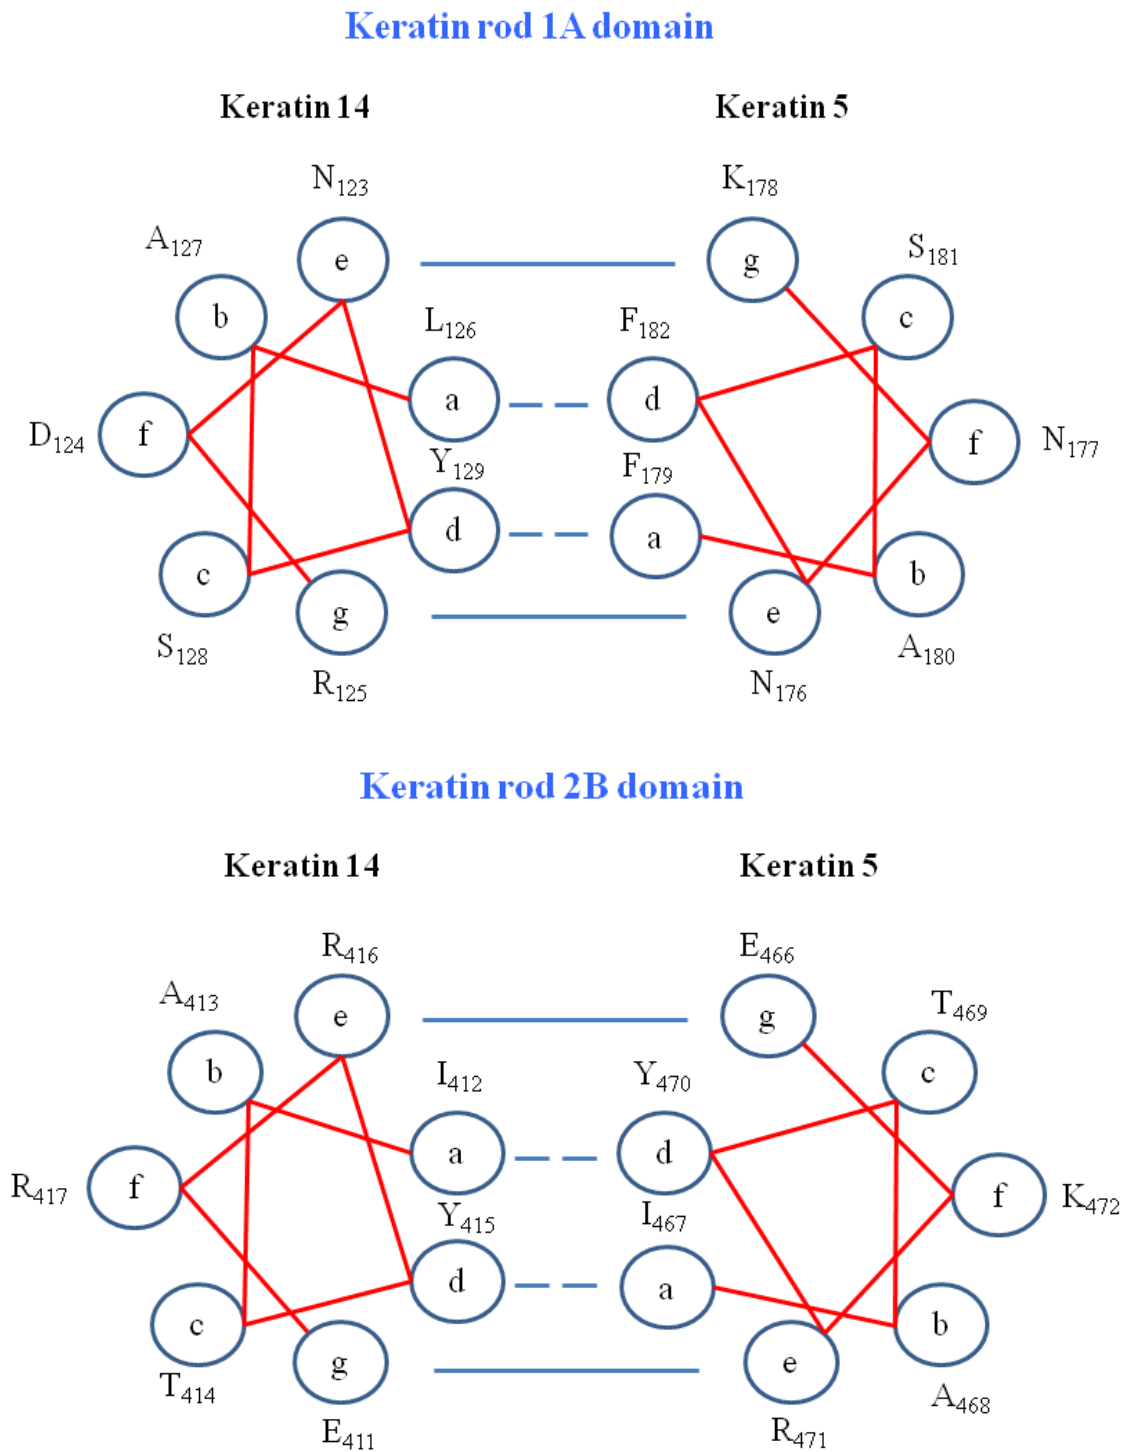 Keratin rod 1A domain
Keratin 14 Keratin 5
N123 K178
A127 S181
e g
b c
L126 F182
a d
D124 f f N177
Y129 F179
d a
c b
g e
S128 A180
R125 N176
Keratin rod 2B domain
Keratin 14 Keratin 5
R416 E466
A413 T469
e g
b c
I412 Y470
a d
R417 f f K472
Y415 I467
d a
c b
g e
T414 A468
E411 R471